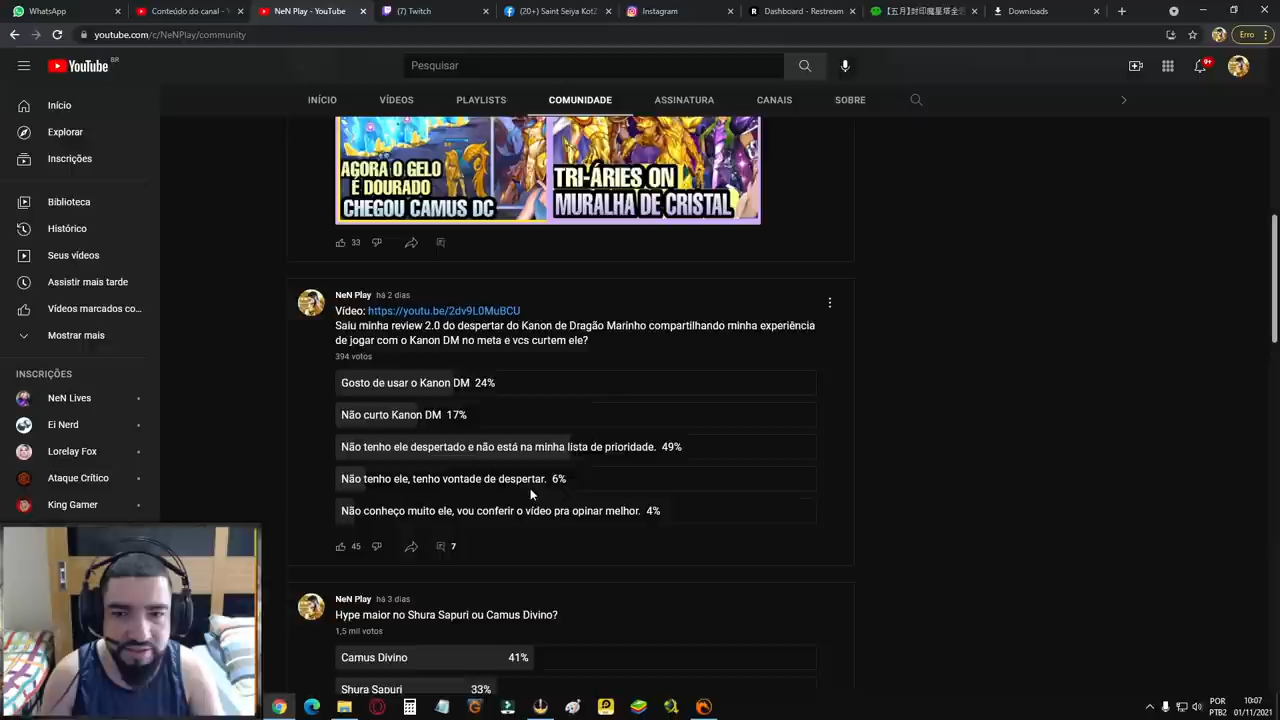 WhatsApp
Conteúdo do canal - Y
NeN Play - YouTube
(7) Twitch
(20+) Saint Seiya KotZ
Instagram
Dashboard - Restream
【五月】封印魔星塔全
Downloads
youtube.com/c/NeNPlay/community
Erro
YouTube BR
Pesquisar
9+
INÍCIO VÍDEOS PLAYLISTS COMUNIDADE ASSINATURA CANAIS SOBRE
Início
Explorar
Inscrições
Biblioteca
Histórico
Seus vídeos
Assistir mais tarde
Vídeos marcados co...
Mostrar mais
INSCRIÇÕES
NeN Lives
Ei Nerd
Lorelay Fox
Ataque Crítico
King Gamer
AGORA O GELO
É DOURADO
CHEGOU CAMUS DC
TRI-ÁRIES ON
MURALHA DE CRISTAL
33
NeN Play há 2 dias
Vídeo: https://youtu.be/2dv9L0MuBCU
Saiu minha review 2.0 do despertar do Kanon de Dragão Marinho compartilhando minha experiência
de jogar com o Kanon DM no meta e vcs curtem ele?
394 votos
Gosto de usar o Kanon DM 24%
Não curto Kanon DM 17%
Não tenho ele despertado e não está na minha lista de prioridade. 49%
Não tenho ele, tenho vontade de despertar. 6%
Não conheço muito ele, vou conferir o vídeo pra opinar melhor. 4%
45 7
NeN Play há 3 dias
Hype maior no Shura Sapuri ou Camus Divino?
1,5 mil votos
Camus Divino 41%
Shura Sapuri 33%
POR
PTB2
10:07
01/11/2021